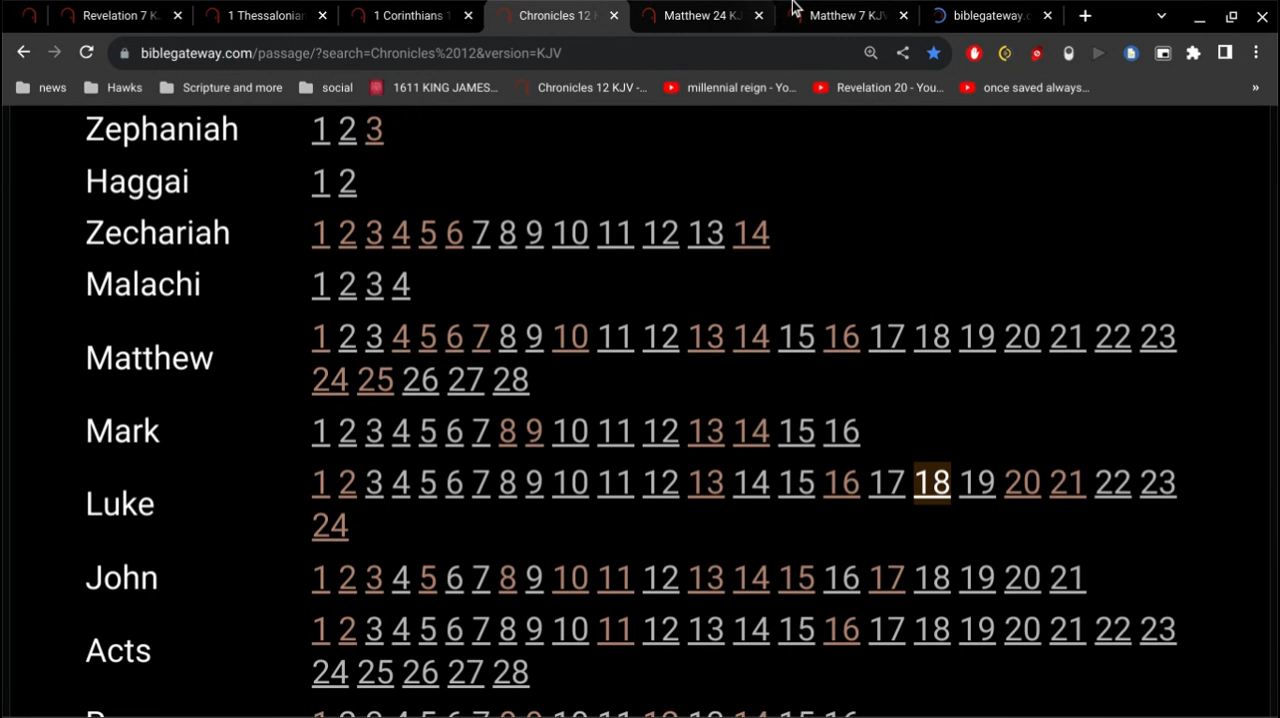 Revelation 7 K
1 Thessalonia
1 Corinthians 1
Chronicles 12 K
Matthew 24 KJ
Matthew 7 KJV
biblegateway.c
biblegateway.com/passage/?search=Chronicles%2012&version=KJV
news Hawks Scripture and more social 1611 KING JAMES... Chronicles 12 KJV -... millennial reign - Yo... Revelation 20 - You... once saved always... »
Zephaniah 1 2 3
Haggai 1 2
Zechariah 1 2 3 4 5 6 7 8 9 10 11 12 13 14
Malachi 1 2 3 4
Matthew 1 2 3 4 5 6 7 8 9 10 11 12 13 14 15 16 17 18 19 20 21 22 23
24 25 26 27 28
Mark 1 2 3 4 5 6 7 8 9 10 11 12 13 14 15 16
Luke 1 2 3 4 5 6 7 8 9 10 11 12 13 14 15 16 17 18 19 20 21 22 23
24
John 1 2 3 4 5 6 7 8 9 10 11 12 13 14 15 16 17 18 19 20 21
Acts 1 2 3 4 5 6 7 8 9 10 11 12 13 14 15 16 17 18 19 20 21 22 23
24 25 26 27 28